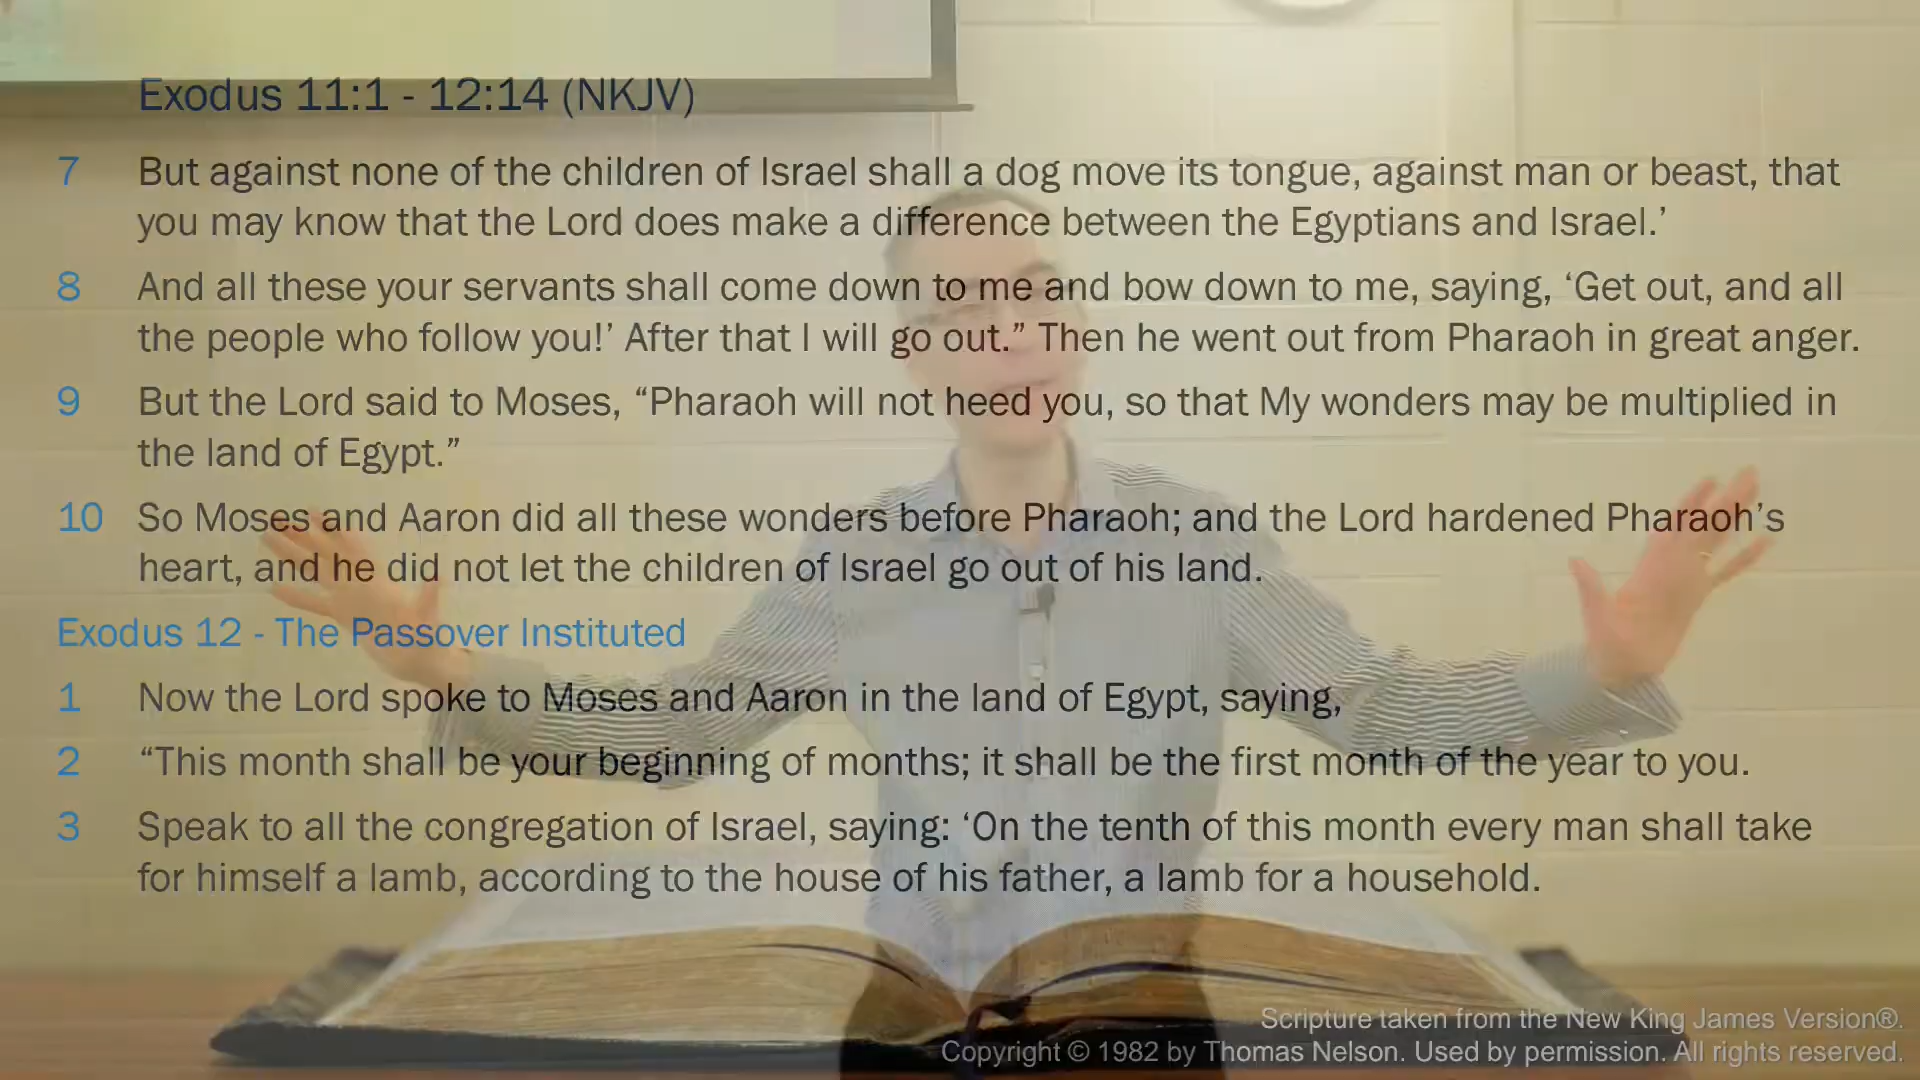 Exodus 11:1 - 12:14 (NKJV)
7 But against none of the children of Israel shall a dog move its tongue, against man or beast, that
you may know that the Lord does make a difference between the Egyptians and Israel.’
8 And all these your servants shall come down to me and bow down to me, saying, ‘Get out, and all
the people who follow you!’ After that I will go out.” Then he went out from Pharaoh in great anger.
9 But the Lord said to Moses, “Pharaoh will not heed you, so that My wonders may be multiplied in
the land of Egypt.”
10 So Moses and Aaron did all these wonders before Pharaoh; and the Lord hardened Pharaoh’s
heart, and he did not let the children of Israel go out of his land.
Exodus 12 - The Passover Instituted
1 Now the Lord spoke to Moses and Aaron in the land of Egypt, saying,
2 “This month shall be your beginning of months; it shall be the first month of the year to you.
3 Speak to all the congregation of Israel, saying: ‘On the tenth of this month every man shall take
for himself a lamb, according to the house of his father, a lamb for a household.
Scripture taken from the New King James Version®.
Copyright © 1982 by Thomas Nelson. Used by permission. All rights reserved.